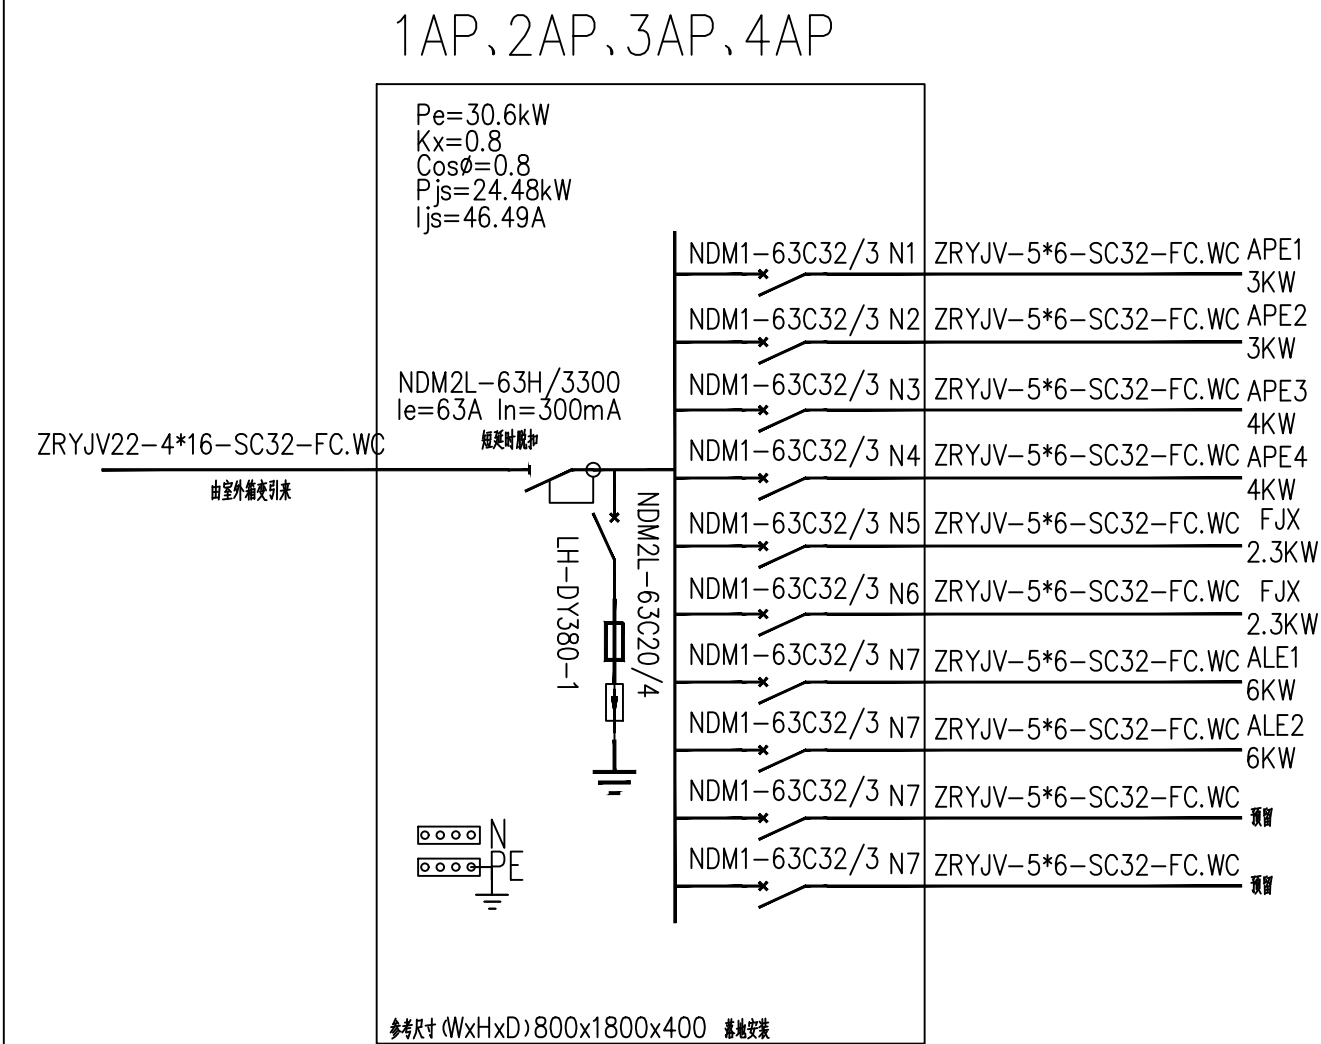 1AP、2AP、3AP、4AP
Pe=30.6kW
Kx=0.8
CosØ=0.8
Pjs=24.48kW
Ijs=46.49A
NDM1-63C32/3 N1 ZRYJV-5*6-SC32-FC.WC APE1
3KW
NDM1-63C32/3 N2 ZRYJV-5*6-SC32-FC.WC APE2
3KW
NDM1-63C32/3 N3 ZRYJV-5*6-SC32-FC.WC APE3
4KW
NDM1-63C32/3 N4 ZRYJV-5*6-SC32-FC.WC APE4
4KW
NDM1-63C32/3 N5 ZRYJV-5*6-SC32-FC.WC FJX
2.3KW
NDM1-63C32/3 N6 ZRYJV-5*6-SC32-FC.WC FJX
2.3KW
NDM1-63C32/3 N7 ZRYJV-5*6-SC32-FC.WC ALE1
6KW
NDM1-63C32/3 N7 ZRYJV-5*6-SC32-FC.WC ALE2
6KW
NDM1-63C32/3 N7 ZRYJV-5*6-SC32-FC.WC
预留
NDM1-63C32/3 N7 ZRYJV-5*6-SC32-FC.WC
预留
NDM2L-63H/3300
Ie=63A In=300mA
短延时脱扣
ZRYJV22-4*16-SC32-FC.WC
由室外箱变引来
NDM2L-63C20/4
LH-DY380-1
N
PE
参考尺寸(WxHxD)800x1800x400 落地安装